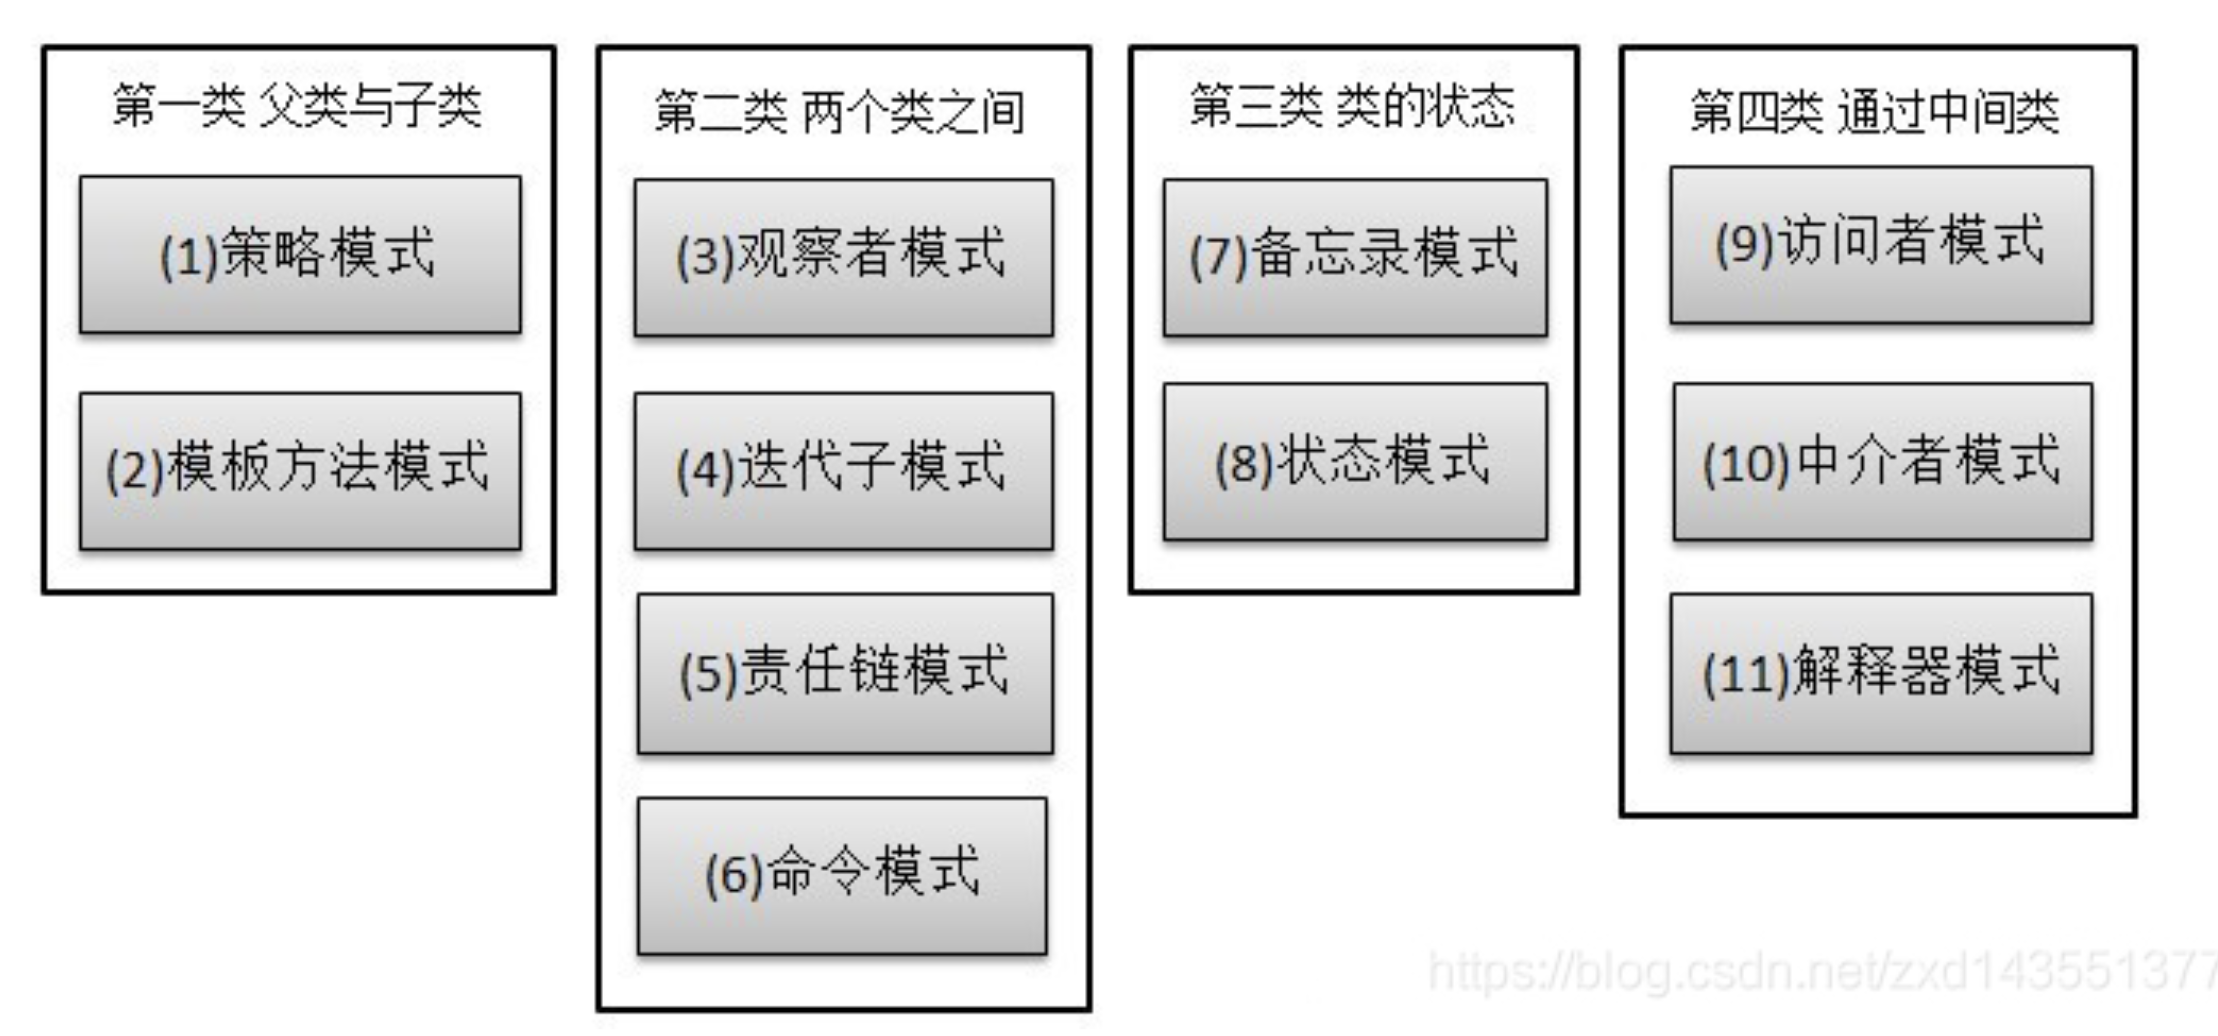 第一类 父类与子类
(1)策略模式
(2)模板方法模式
第二类 两个类之间
(3)观察者模式
(4)迭代子模式
(5)责任链模式
(6)命令模式
第三类 类的状态
(7)备忘录模式
(8)状态模式
第四类 通过中间类
(9)访问者模式
(10)中介者模式
(11)解释器模式
https://blog.csdn.net/zxd143551377